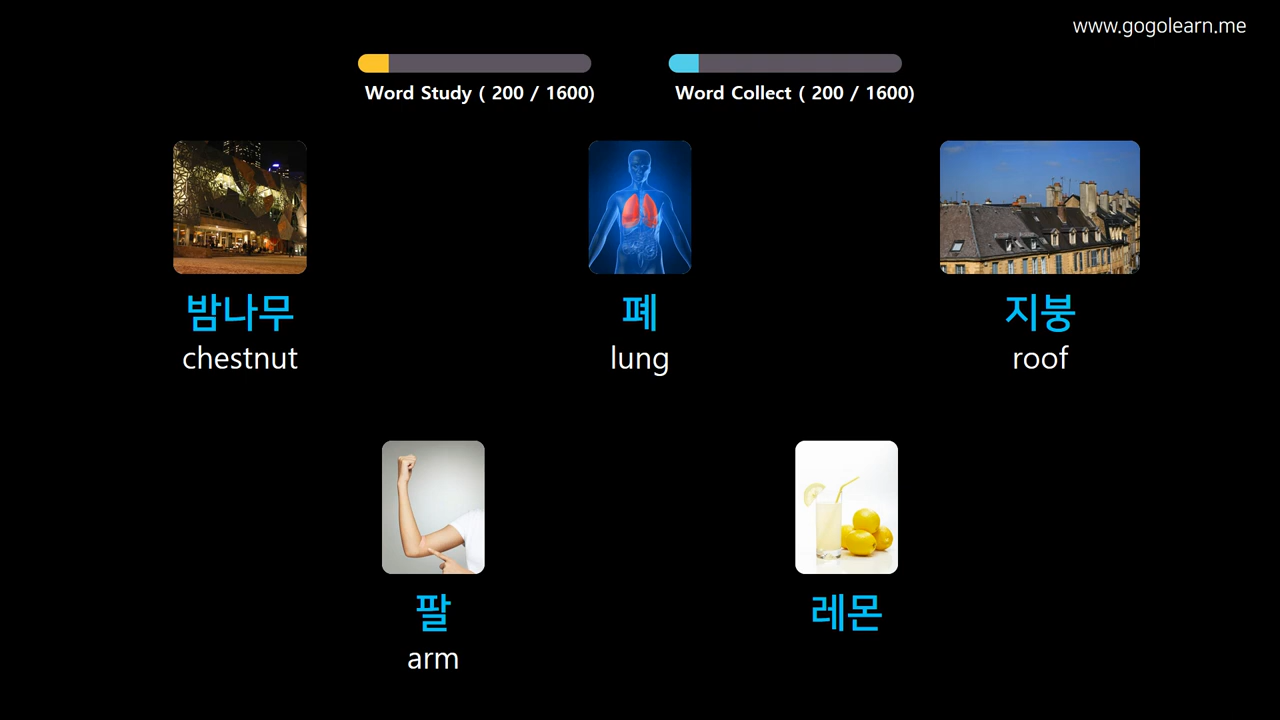 www.gogolearn.me
Word Study ( 200 / 1600)
Word Collect ( 200 / 1600)
밤나무
chestnut
폐
lung
지붕
roof
팔
arm
레몬